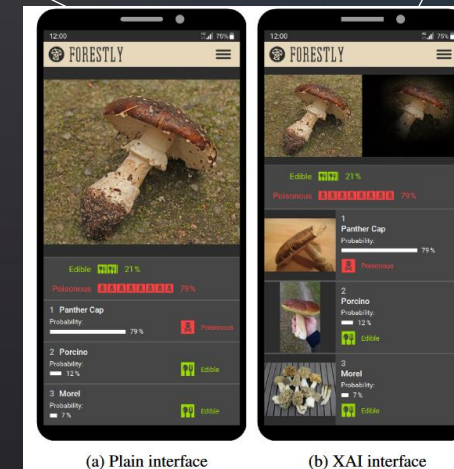 12:00
79%
FORESTLY
Edible 21%
Poisonous 79%
1 Panther Cap
Probability:
79%
Poisonous
2 Porcino
Probability:
12%
Edible
3 Morel
Probability:
7%
Edible
(a) Plain interface
12:00
79%
FORESTLY
Edible 21%
Poisonous 79%
1
Panther Cap
Probability:
79%
Poisonous
2
Porcino
Probability:
12%
Edible
3
Morel
Probability:
7%
Edible
(b) XAI interface